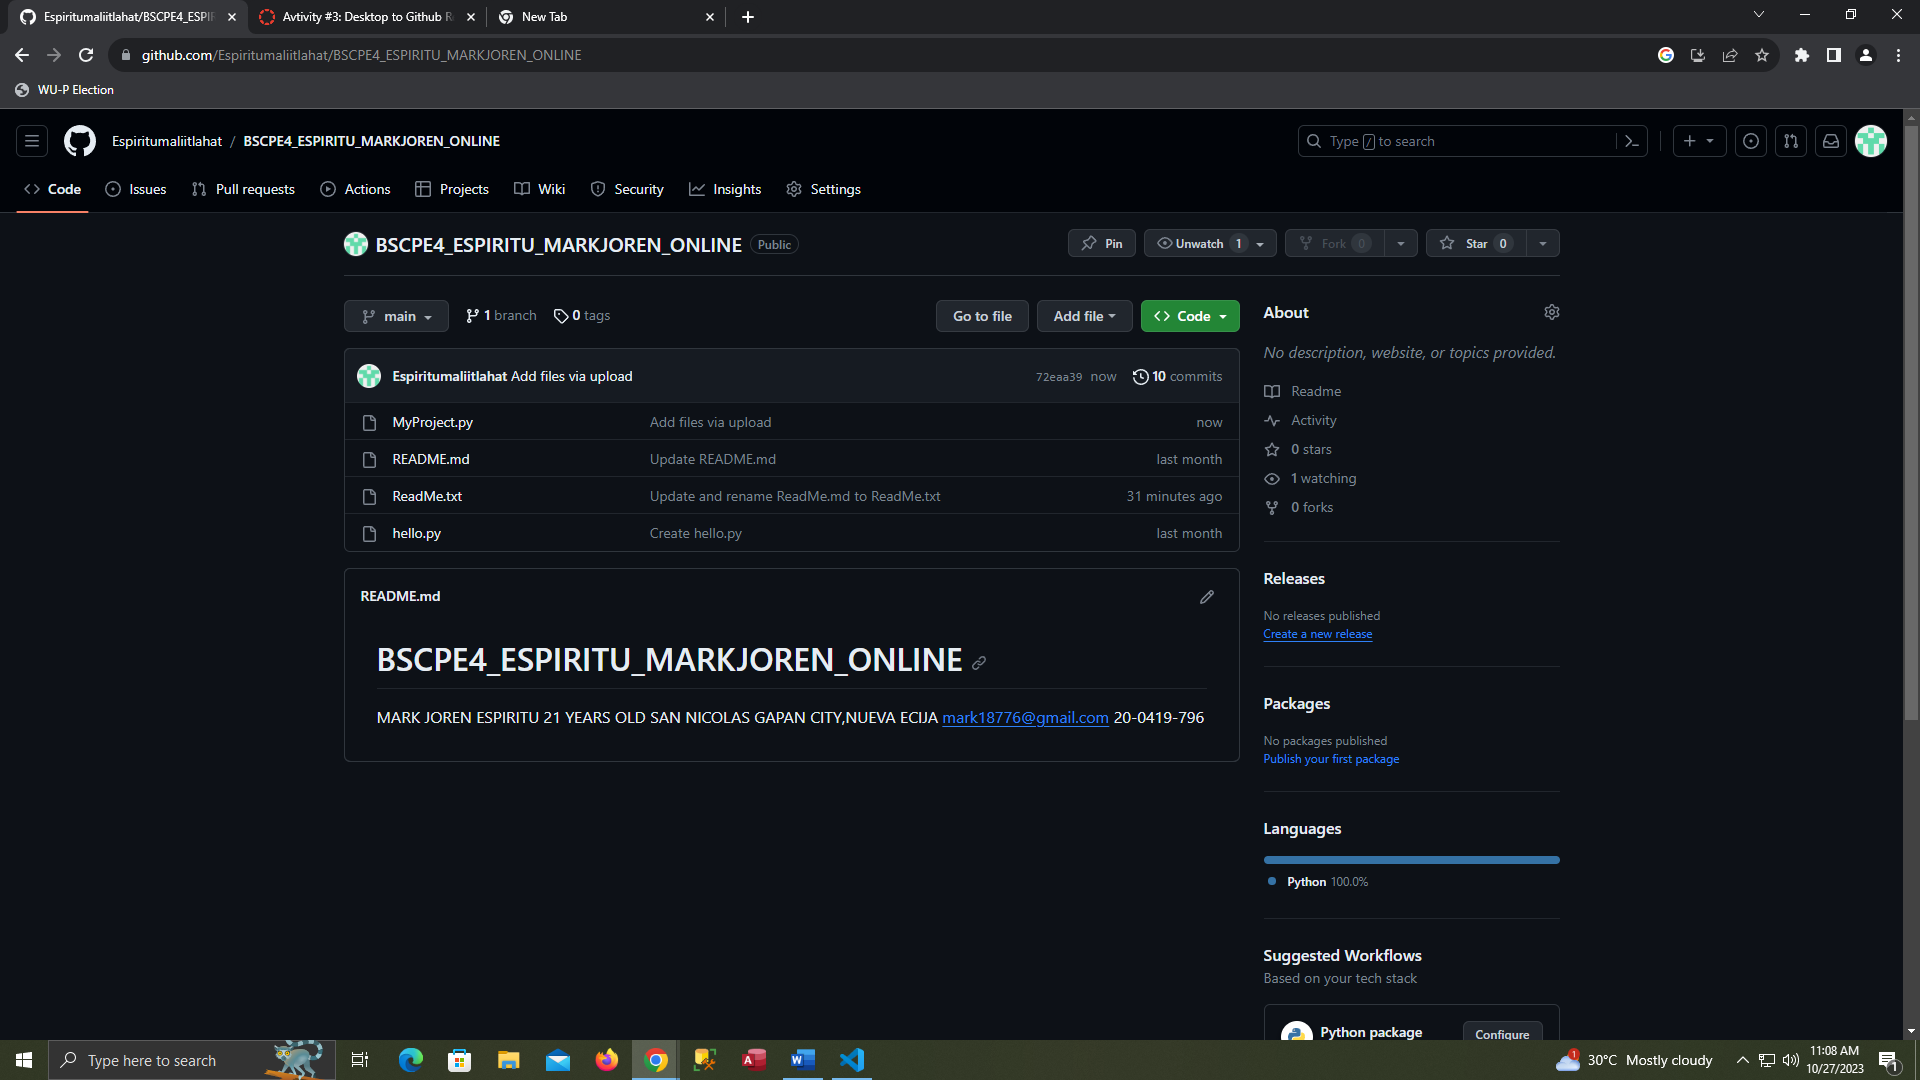 Espiritumaliitlahat/BSCPE4_ESPIR
Avtivity #3: Desktop to Github R
New Tab
github.com/Espiritumaliitlahat/BSCPE4_ESPIRITU_MARKJOREN_ONLINE
WU-P Election
Espiritumaliitlahat / BSCPE4_ESPIRITU_MARKJOREN_ONLINE
Type / to search
Code
Issues
Pull requests
Actions
Projects
Wiki
Security
Insights
Settings
BSCPE4_ESPIRITU_MARKJOREN_ONLINE Public
Pin
Unwatch 1
Fork 0
Star 0
main
1 branch
0 tags
Go to file
Add file
Code
Espiritumaliitlahat Add files via upload 72eaa39 now 10 commits
MyProject.py Add files via upload now
README.md Update README.md last month
ReadMe.txt Update and rename ReadMe.md to ReadMe.txt 31 minutes ago
hello.py Create hello.py last month
README.md
BSCPE4_ESPIRITU_MARKJOREN_ONLINE
MARK JOREN ESPIRITU 21 YEARS OLD SAN NICOLAS GAPAN CITY,NUEVA ECIJA mark18776@gmail.com 20-0419-796
About
No description, website, or topics provided.
Readme
Activity
0 stars
1 watching
0 forks
Releases
No releases published
Create a new release
Packages
No packages published
Publish your first package
Languages
Python 100.0%
Suggested Workflows
Based on your tech stack
Python package
Configure
Type here to search
1
30°C Mostly cloudy
11:08 AM
10/27/2023
1